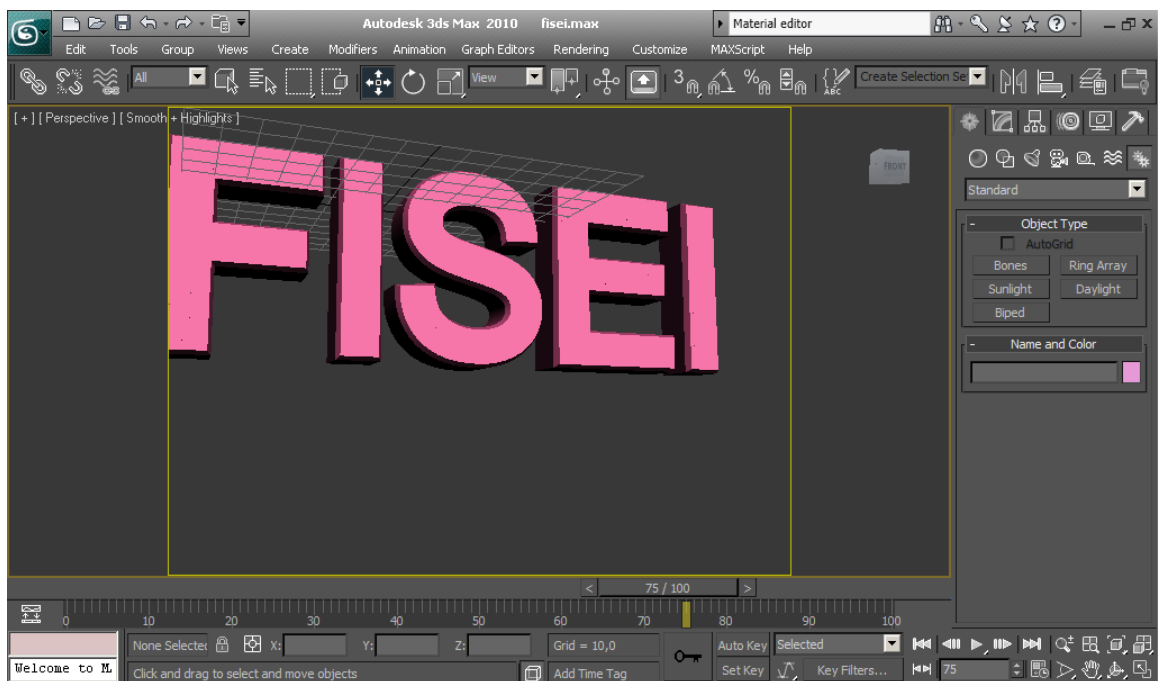 Autodesk 3ds Max 2010 fisei.max Material editor
Edit Tools Group Views Create Modifiers Animation Graph Editors Rendering Customize MAXScript Help
All View 3 % ABC Create Selection Se
[ + ] [ Perspective ] [ Smooth + Highlights ]
FISEI
FRONT
Standard
- Object Type
AutoGrid
Bones Ring Array
Sunlight Daylight
Biped
- Name and Color
< 75 / 100 >
0 10 20 30 40 50 60 70 80 90 100
None Selected X: Y: Z: Grid = 10,0 Auto Key Selected
Welcome to M Click and drag to select and move objects Add Time Tag Set Key Key Filters... 75